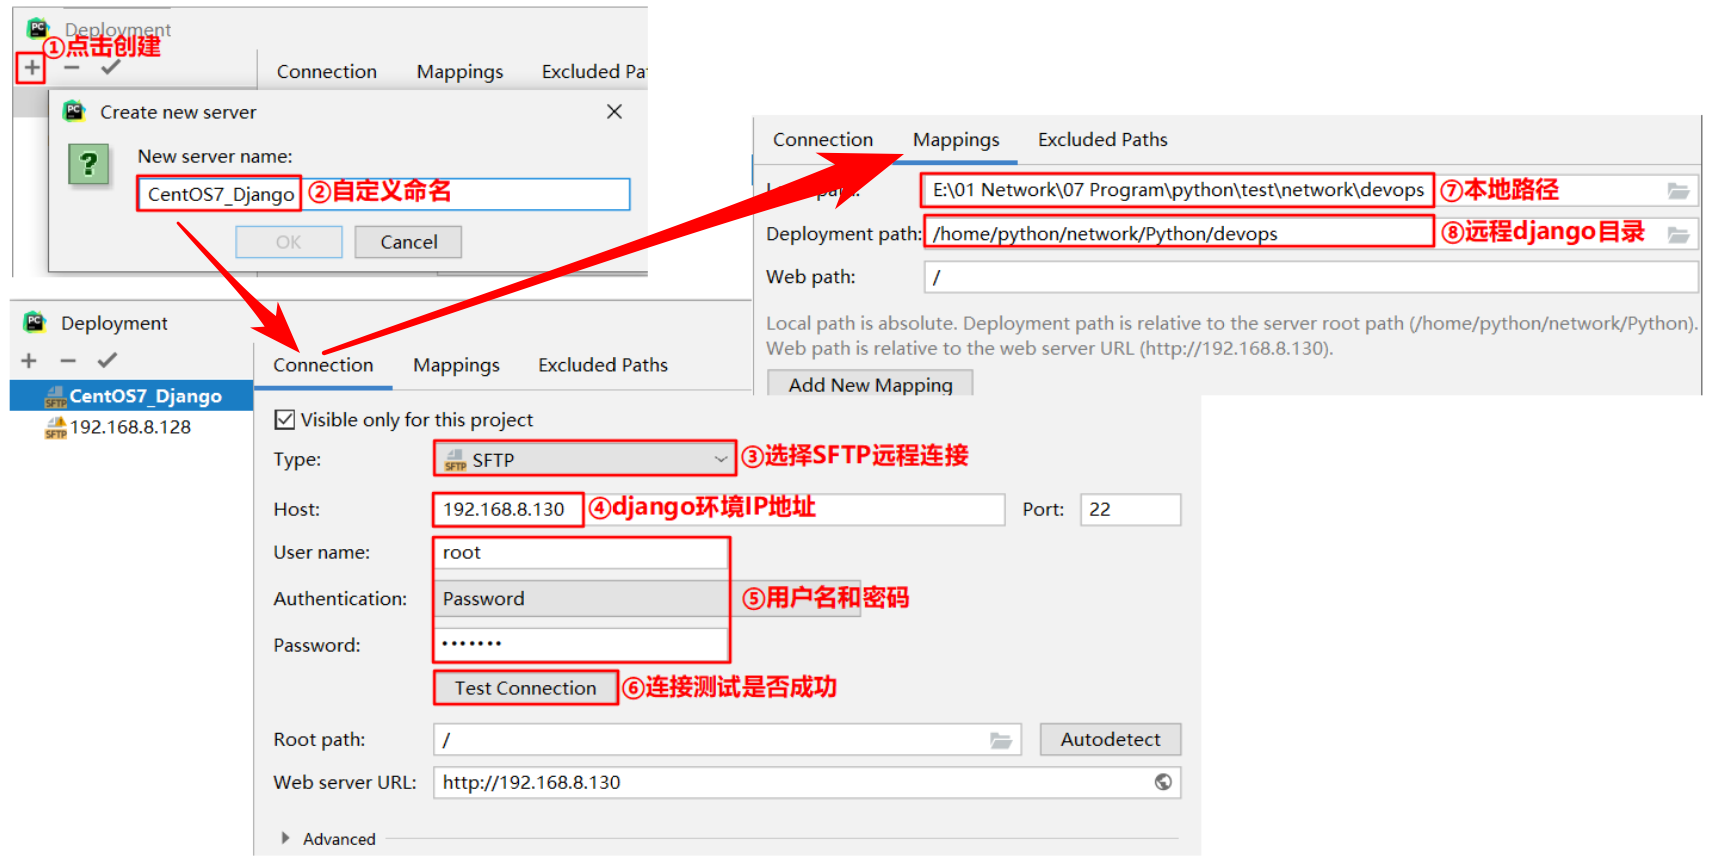 Deployment
①点击创建
Connection Mappings Excluded Pa
Create new server
New server name:
CentOS7_Django ②自定义命名
OK Cancel
Connection Mappings Excluded Paths
E:\01 Network\07 Program\python\test\network\devops ⑦本地路径
Deployment path: /home/python/network/Python/devops ⑧远程django目录
Web path: /
Local path is absolute. Deployment path is relative to the server root path (/home/python/network/Python).
Web path is relative to the web server URL (http://192.168.8.130).
Add New Mapping
Deployment
CentOS7_Django
192.168.8.128
Connection Mappings Excluded Paths
Visible only for this project
Type: SFTP ③选择SFTP远程连接
Host: 192.168.8.130 ④django环境IP地址 Port: 22
User name: root
Authentication: Password ⑤用户名和密码
Password: •••••••
Test Connection ⑥连接测试是否成功
Root path: / Autodetect
Web server URL: http://192.168.8.130
Advanced